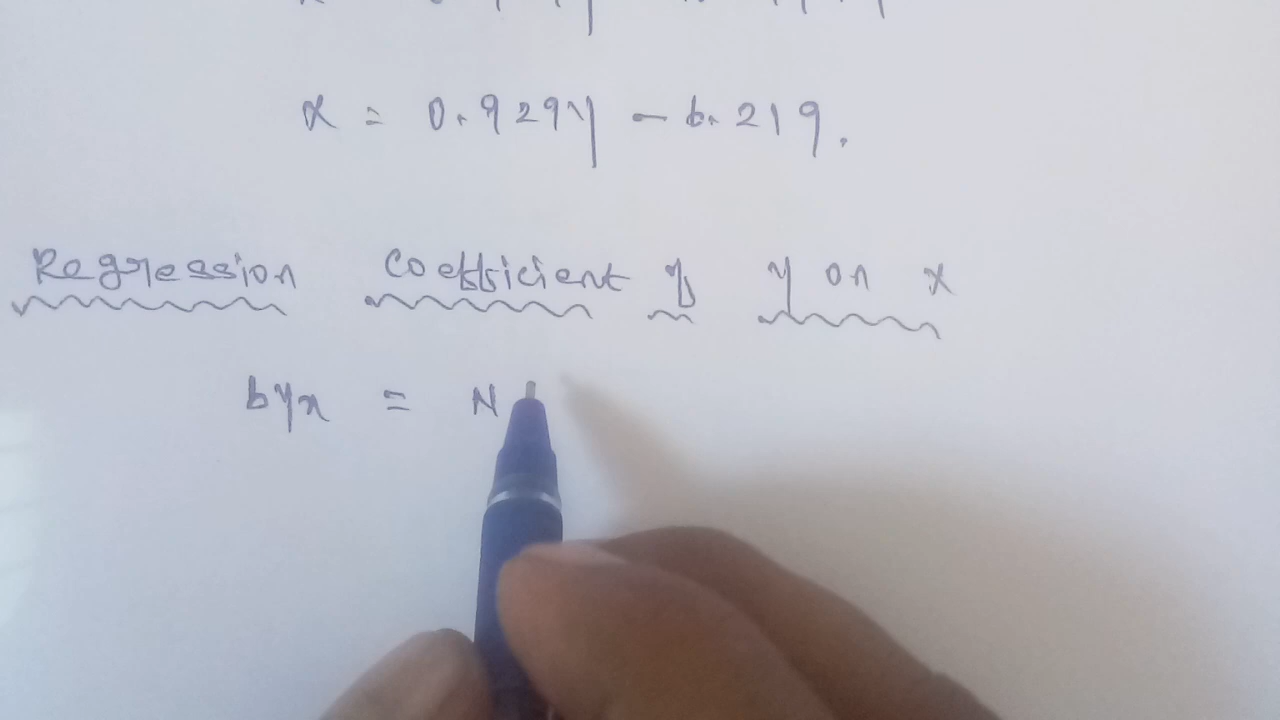 x = 0.929y - 6.219.
Regression Coefficient of y on x
byx = N